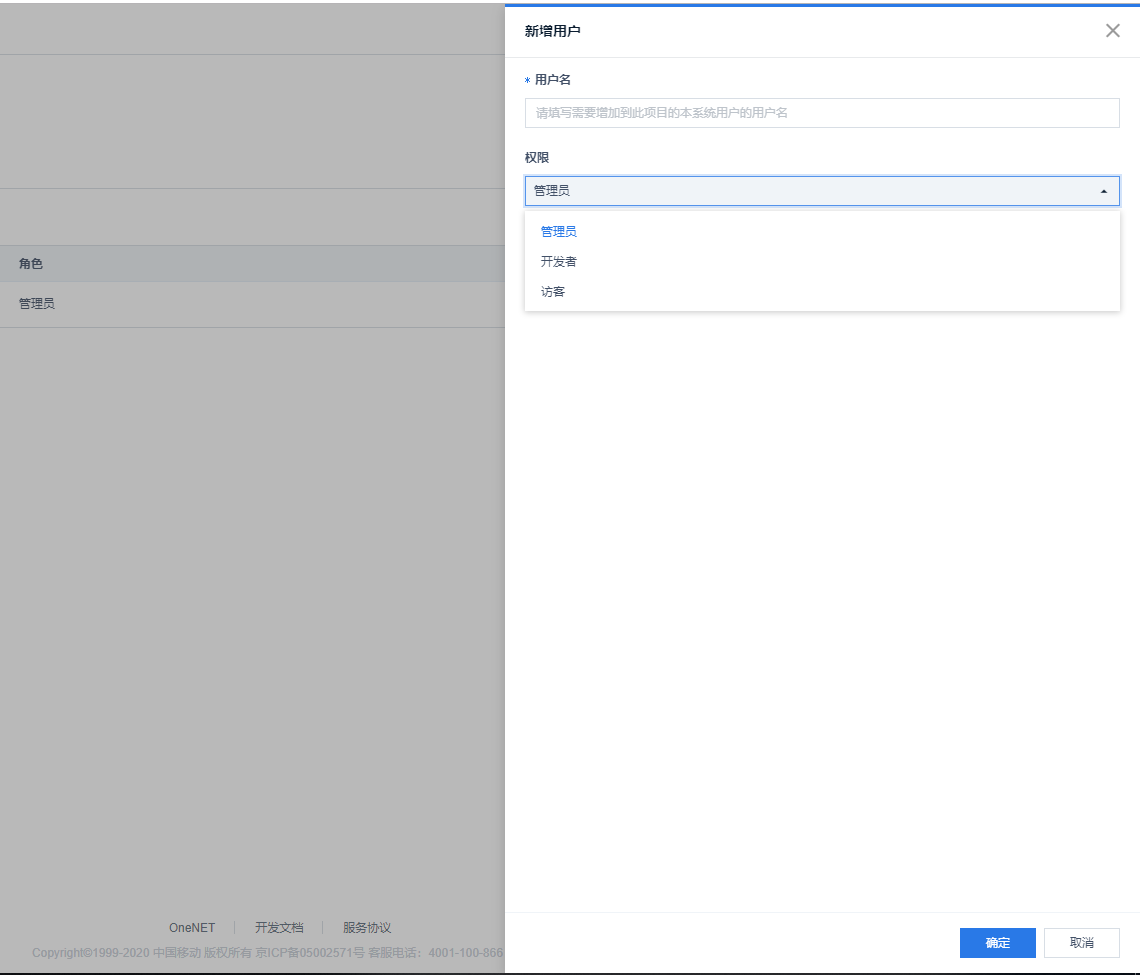 新增用户
* 用户名
请填写需要增加到此项目的本系统用户的用户名
权限
管理员
管理员
开发者
访客
角色
管理员
OneNET 开发文档 服务协议
Copyright©1999-2020 中国移动 版权所有 京ICP备05002571号 客服电话：4001-100-866
确定 取消